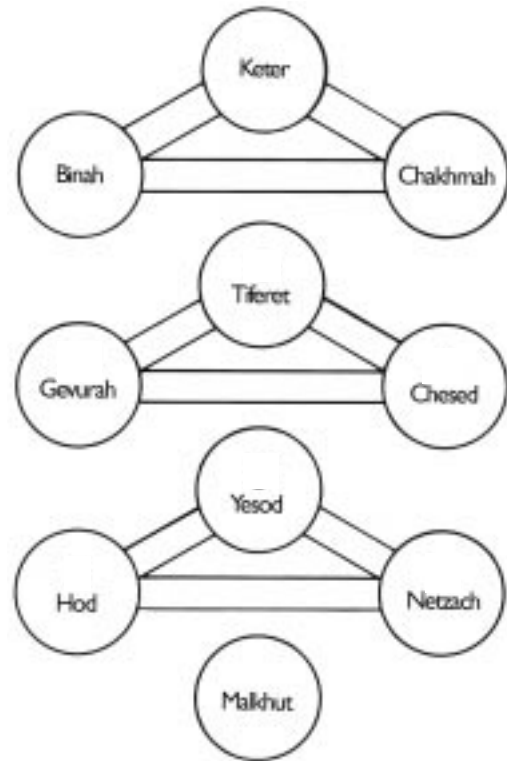 Keter
Binah
Chakhmah
Tiferet
Gevurah
Chesed
Yesod
Hod
Netzach
Malkhut